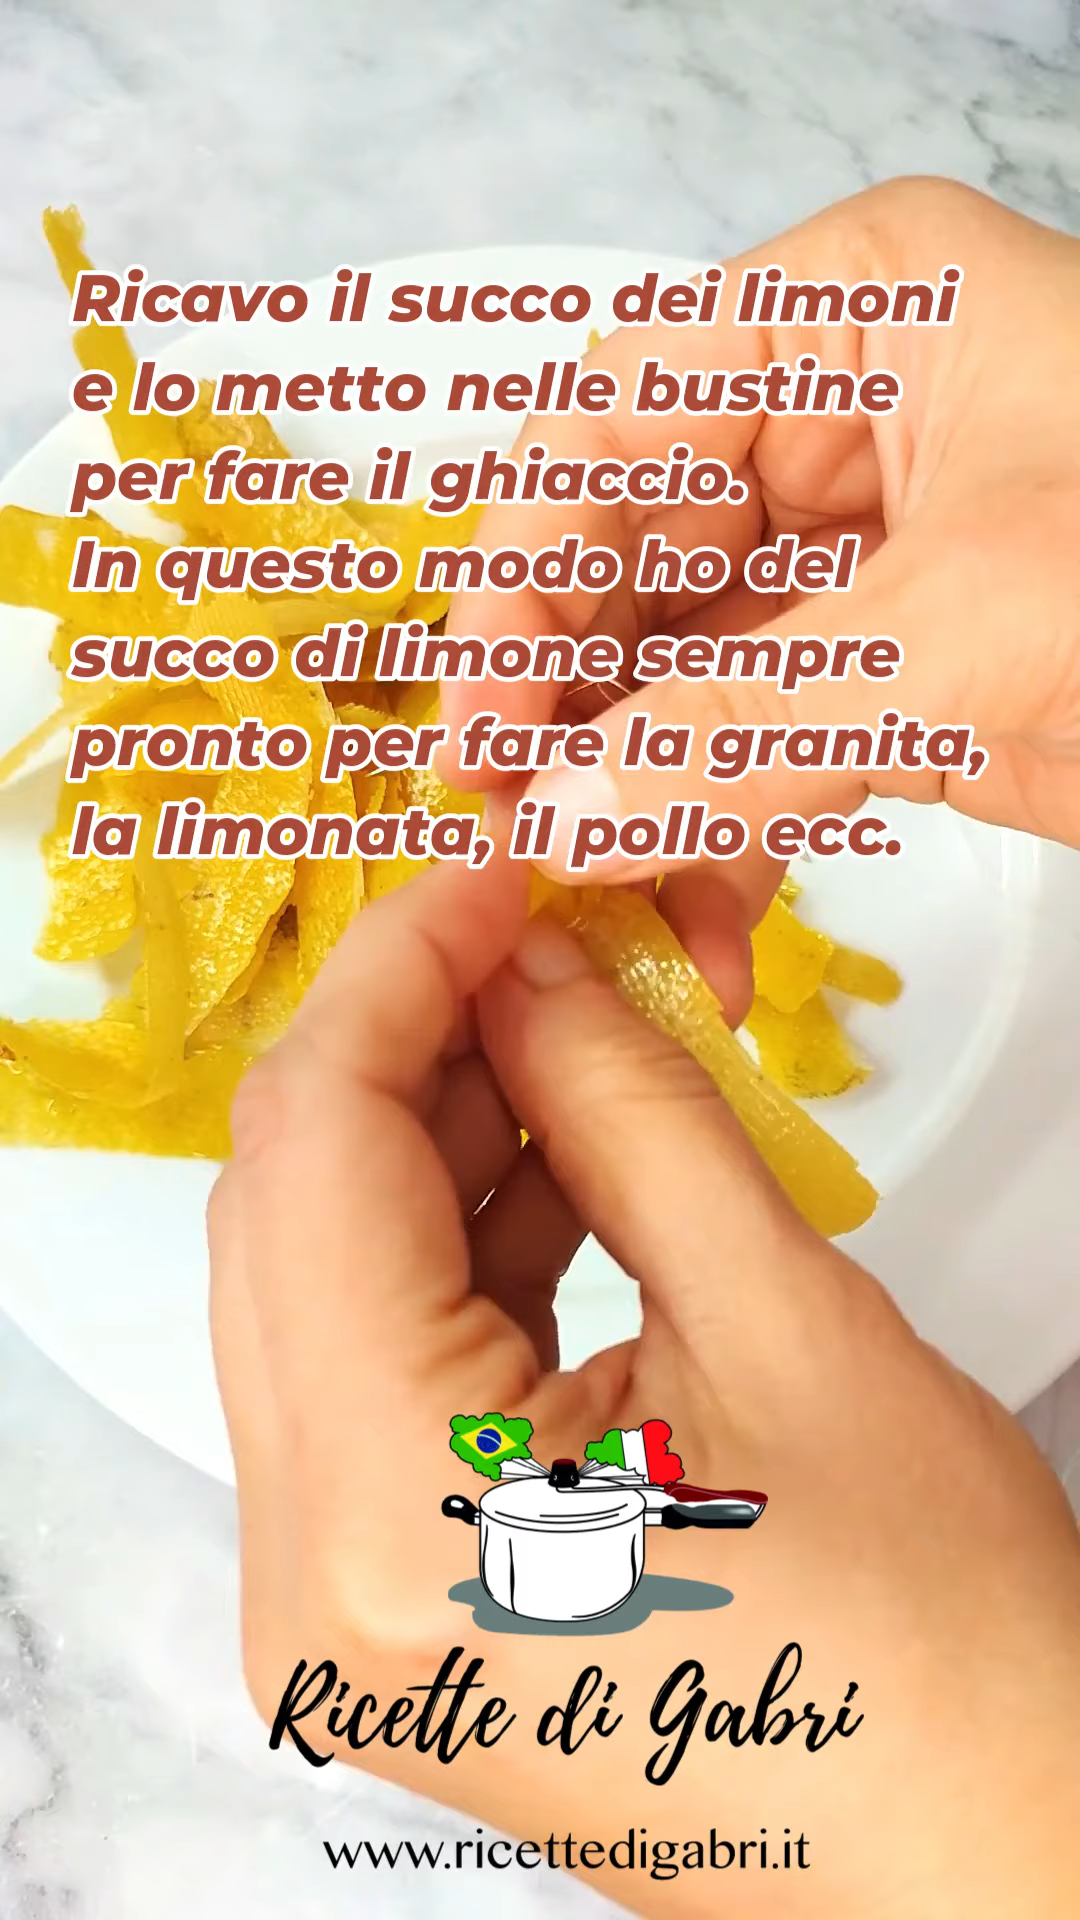 Ricavo il succo dei limoni
e lo metto nelle bustine
per fare il ghiaccio.
In questo modo ho del
succo di limone sempre
pronto per fare la granita,
la limonata, il pollo ecc.
Ricette di Gabri
www.ricettedigabri.it